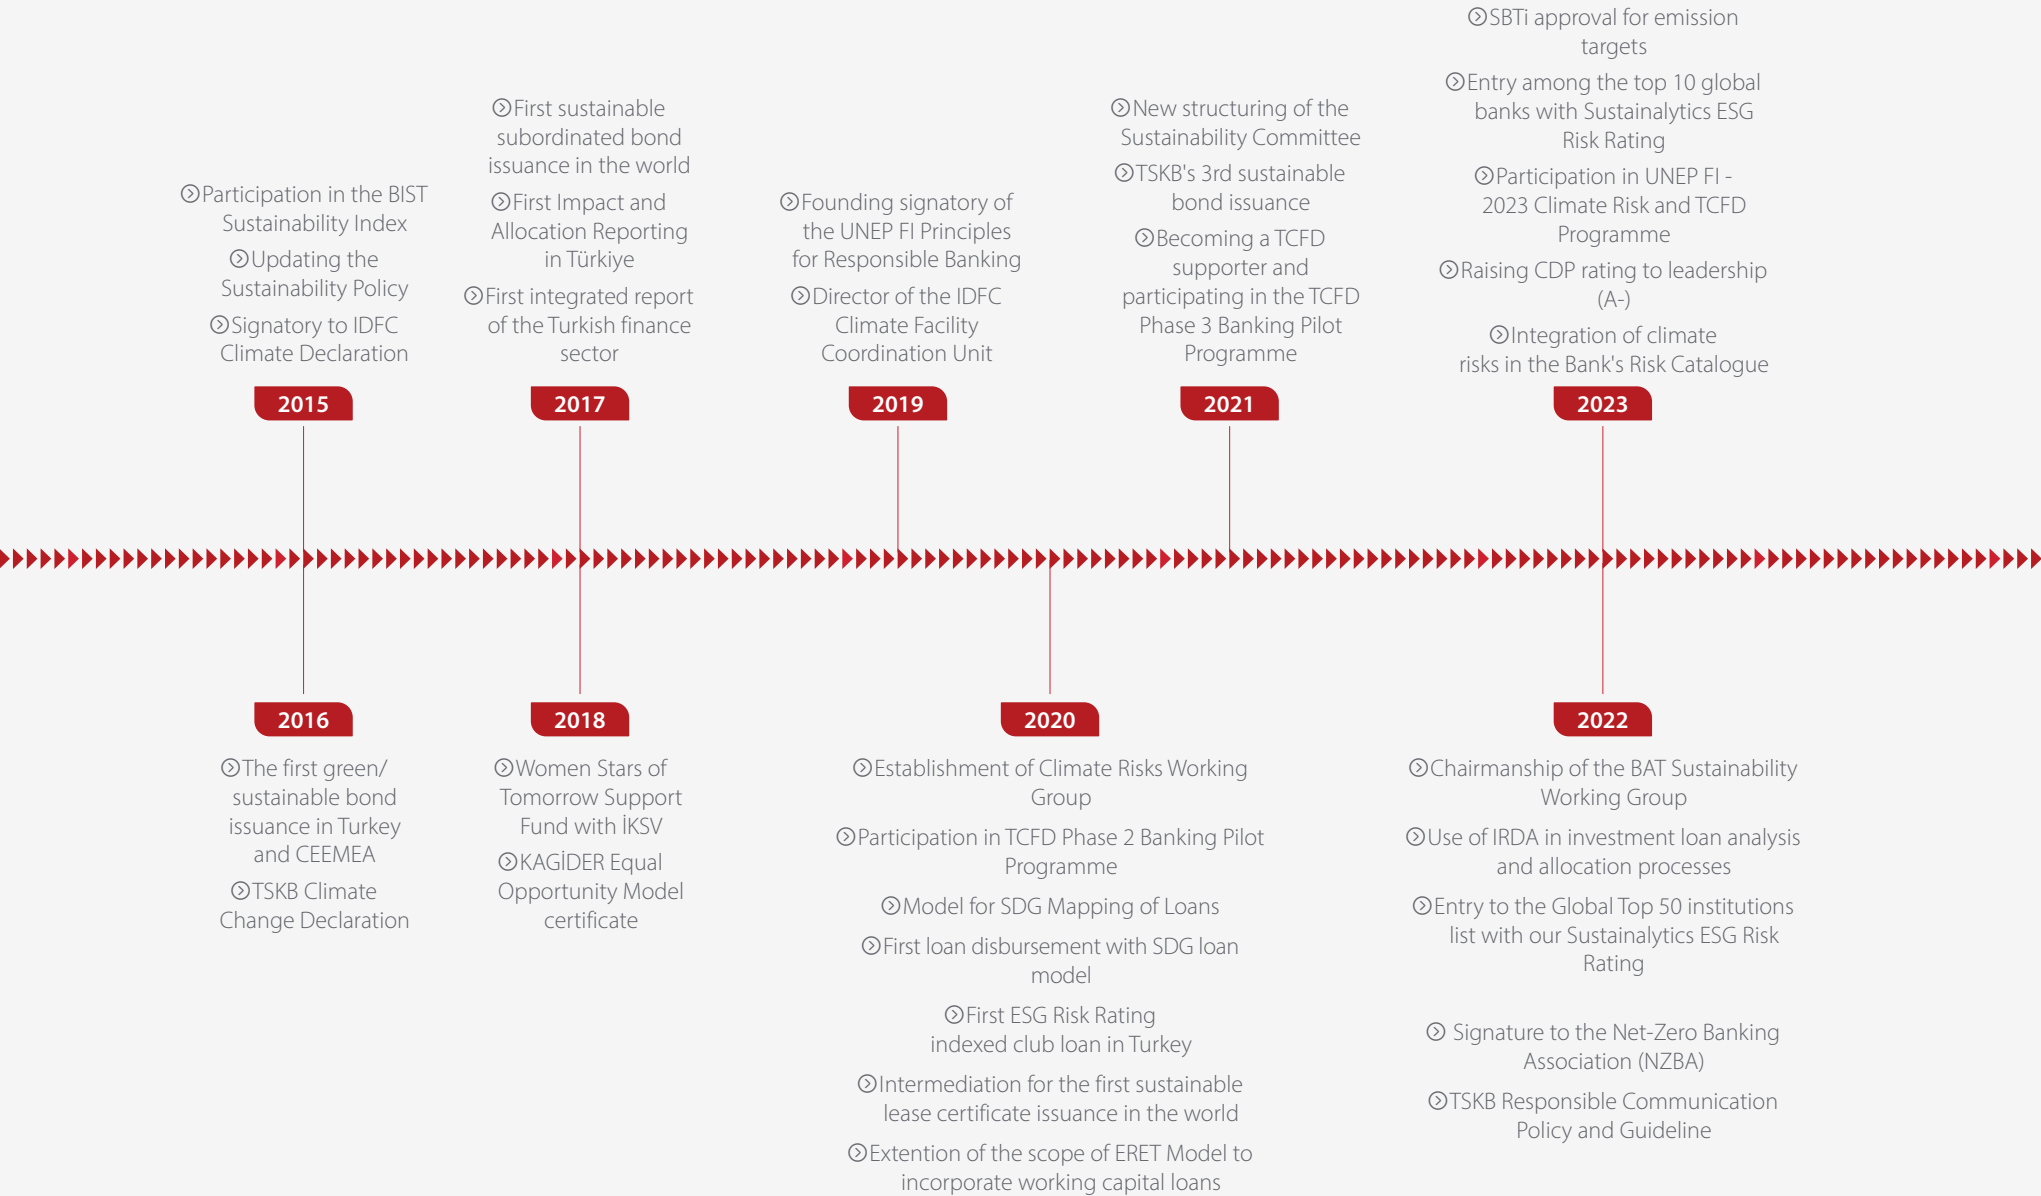 Participation in the BIST
Sustainability Index
Updating the
Sustainability Policy
Signatory to IDFC
Climate Declaration
2015
First sustainable
subordinated bond
issuance in the world
First Impact and
Allocation Reporting
in Türkiye
First integrated report
of the Turkish finance
sector
2017
Founding signatory of
the UNEP FI Principles
for Responsible Banking
Director of the IDFC
Climate Facility
Coordination Unit
2019
New structuring of the
Sustainability Committee
TSKB's 3rd sustainable
bond issuance
Becoming a TCFD
supporter and
participating in the TCFD
Phase 3 Banking Pilot
Programme
2021
SBTi approval for emission
targets
Entry among the top 10 global
banks with Sustainalytics ESG
Risk Rating
Participation in UNEP FI -
2023 Climate Risk and TCFD
Programme
Raising CDP rating to leadership
(A-)
Integration of climate
risks in the Bank's Risk Catalogue
2023
2016
The first green/
sustainable bond
issuance in Turkey
and CEEMEA
TSKB Climate
Change Declaration
2018
Women Stars of
Tomorrow Support
Fund with İKSV
KAGİDER Equal
Opportunity Model
certificate
2020
Establishment of Climate Risks Working
Group
Participation in TCFD Phase 2 Banking Pilot
Programme
Model for SDG Mapping of Loans
First loan disbursement with SDG loan
model
First ESG Risk Rating
indexed club loan in Turkey
Intermediation for the first sustainable
lease certificate issuance in the world
Extention of the scope of ERET Model to
incorporate working capital loans
2022
Chairmanship of the BAT Sustainability
Working Group
Use of IRDA in investment loan analysis
and allocation processes
Entry to the Global Top 50 institutions
list with our Sustainalytics ESG Risk
Rating
Signature to the Net-Zero Banking
Association (NZBA)
TSKB Responsible Communication
Policy and Guideline